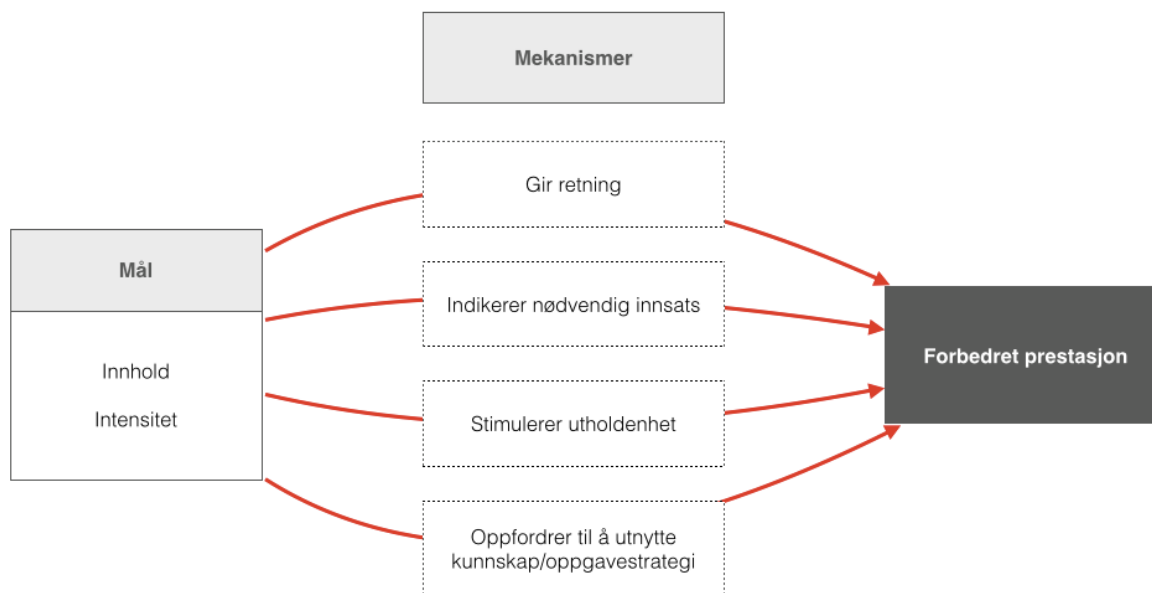 Mekanismer
Gir retning
Mål
Indikerer nødvendig innsats
Innhold
Intensitet
Forbedret prestasjon
Stimulerer utholdenhet
Oppfordrer til å utnytte
kunnskap/oppgavestrategi